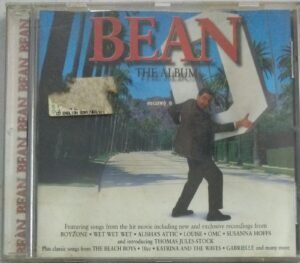 BEAN
THE ALBUM
Featuring songs from the hit movie including new and exclusive recordings from
BOYZONE • WET WET WET • ALISHA'S ATTIC • LOUISE • OMC • SUSANNA HOFFS
and introducing THOMAS JULES-STOCK
Plus classic songs from THE BEACH BOYS • 10cc • KATRINA AND THE WAVES • GABRIELLE and many more
BEAN BEAN BEAN BEAN BEAN BEAN